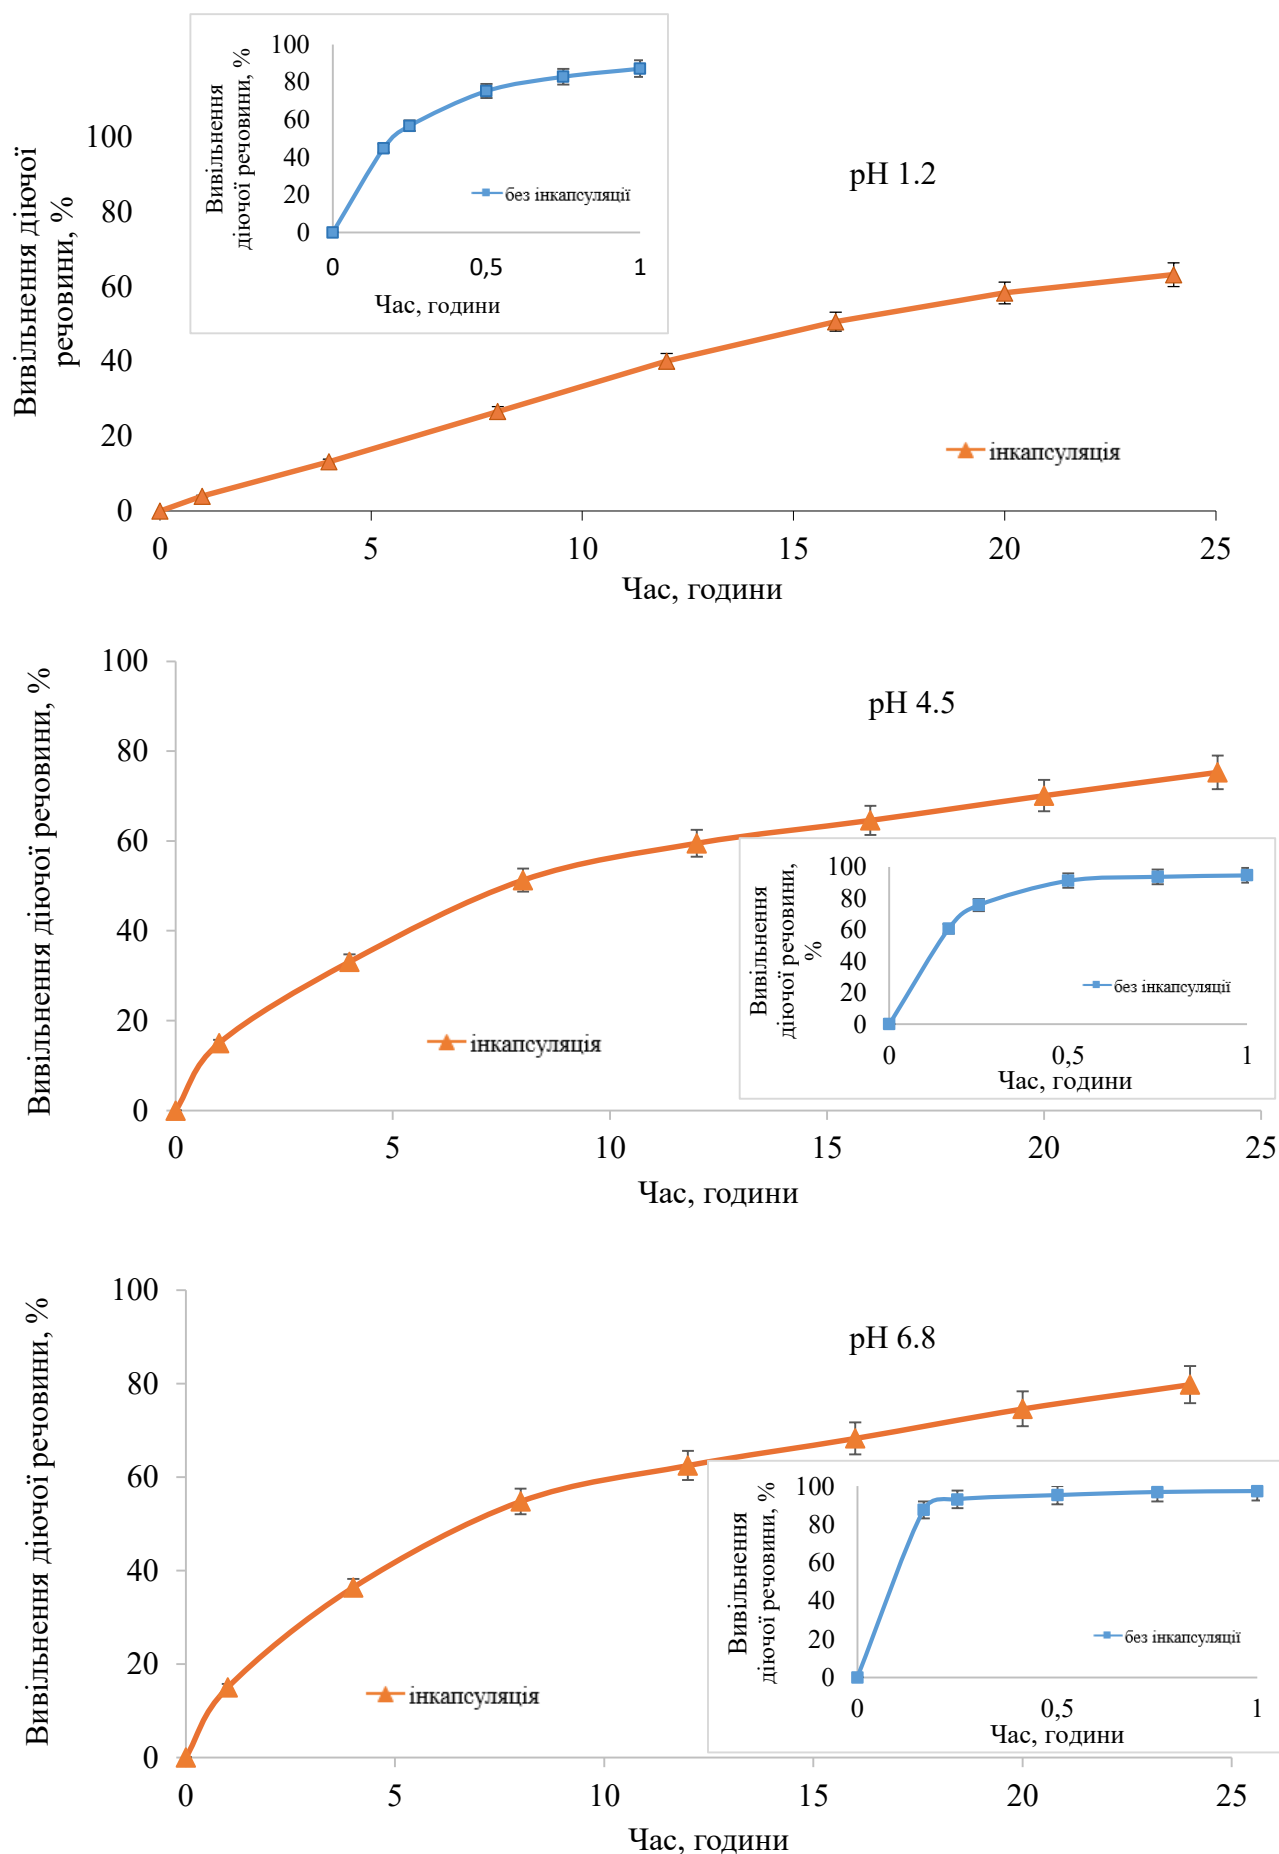 Вивільнення
діючої речовини, %
100
80
60
40
20
0
без інкапсуляції
0
0,5
1
Час, години
Вивільнення діючої
речовини, %
100
80
60
40
20
0
pH 1.2
інкапсуляція
0
5
10
15
20
25
Час, години
Вивільнення діючої речовини, %
100
80
60
40
20
0
pH 4.5
інкапсуляція
Вивільнення
діючої речовини,
%
100
80
60
40
20
0
без інкапсуляції
0
0,5
1
Час, години
0
5
10
15
20
25
Час, години
Вивільнення діючої речовини, %
100
80
60
40
20
0
pH 6.8
інкапсуляція
Вивільнення
діючої речовини, %
100
80
60
40
20
0
без інкапсуляції
0
0,5
1
Час, години
0
5
10
15
20
25
Час, години